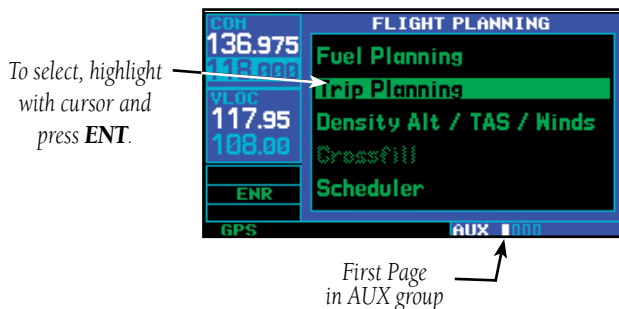 To select, highlight
with cursor and
press ENT.
COM
136.975
118.000
VLOC
117.95
108.00
ENR
GPS
FLIGHT PLANNING
Fuel Planning
Trip Planning
Density Alt / TAS / Winds
Crossfill
Scheduler
AUX
First Page
in AUX group